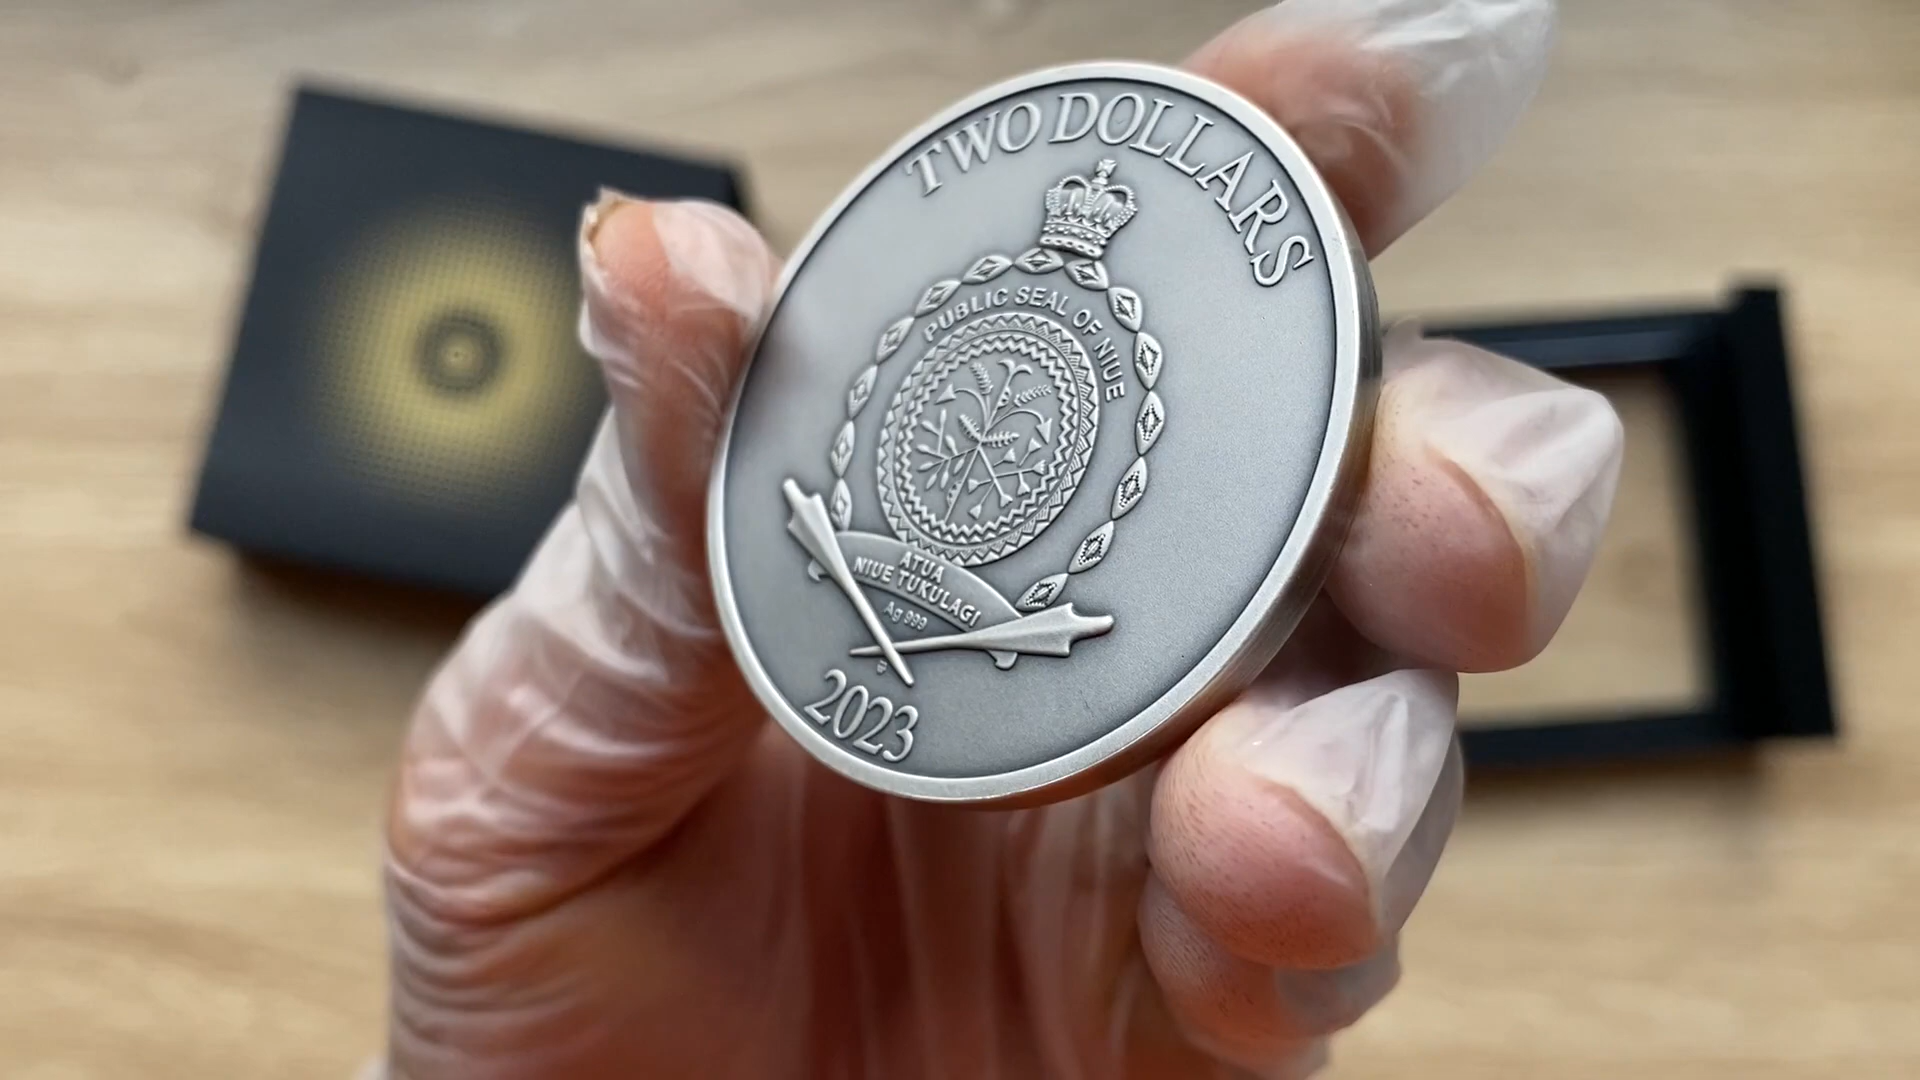 TWO DOLLARS
PUBLIC SEAL OF NIUE
ATUA
NIUE TUKULAGI
Ag 999
2023